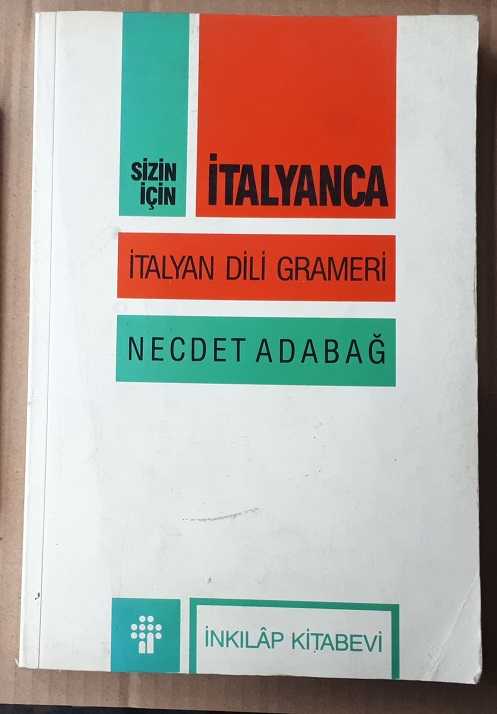 SİZİN
İÇİN
İTALYANCA
İTALYAN DİLİ GRAMERİ
NECDET ADABAĞ
İNKILÂP KİTABEVİ